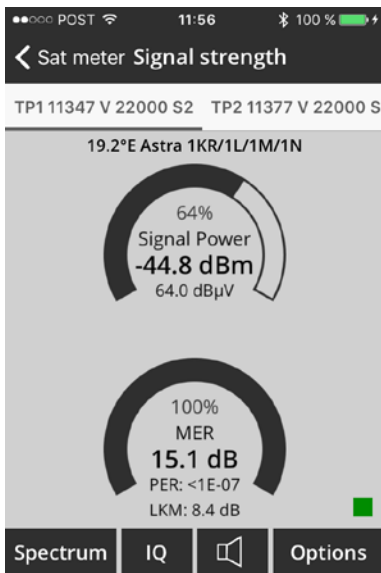 POST 11:56 100 %
Sat meter Signal strength
TP1 11347 V 22000 S2 TP2 11377 V 22000 S
19.2°E Astra 1KR/1L/1M/1N
64%
Signal Power
-44.8 dBm
64.0 dBµV
100%
MER
15.1 dB
PER: <1E-07
LKM: 8.4 dB
Spectrum IQ Options